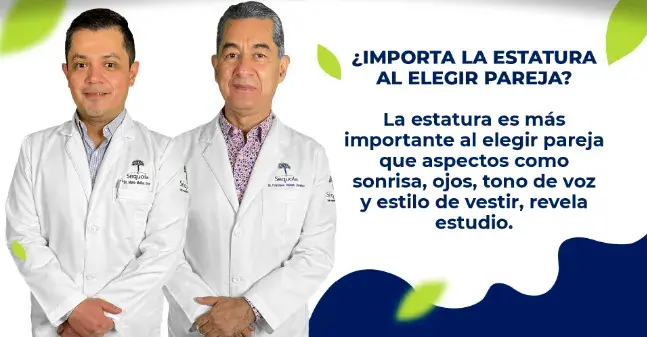 ¿IMPORTA LA ESTATURA
AL ELEGIR PAREJA?
La estatura es más
importante al elegir pareja
que aspectos como
sonrisa, ojos, tono de voz
y estilo de vestir, revela
estudio.
Sequoia
Sequoia